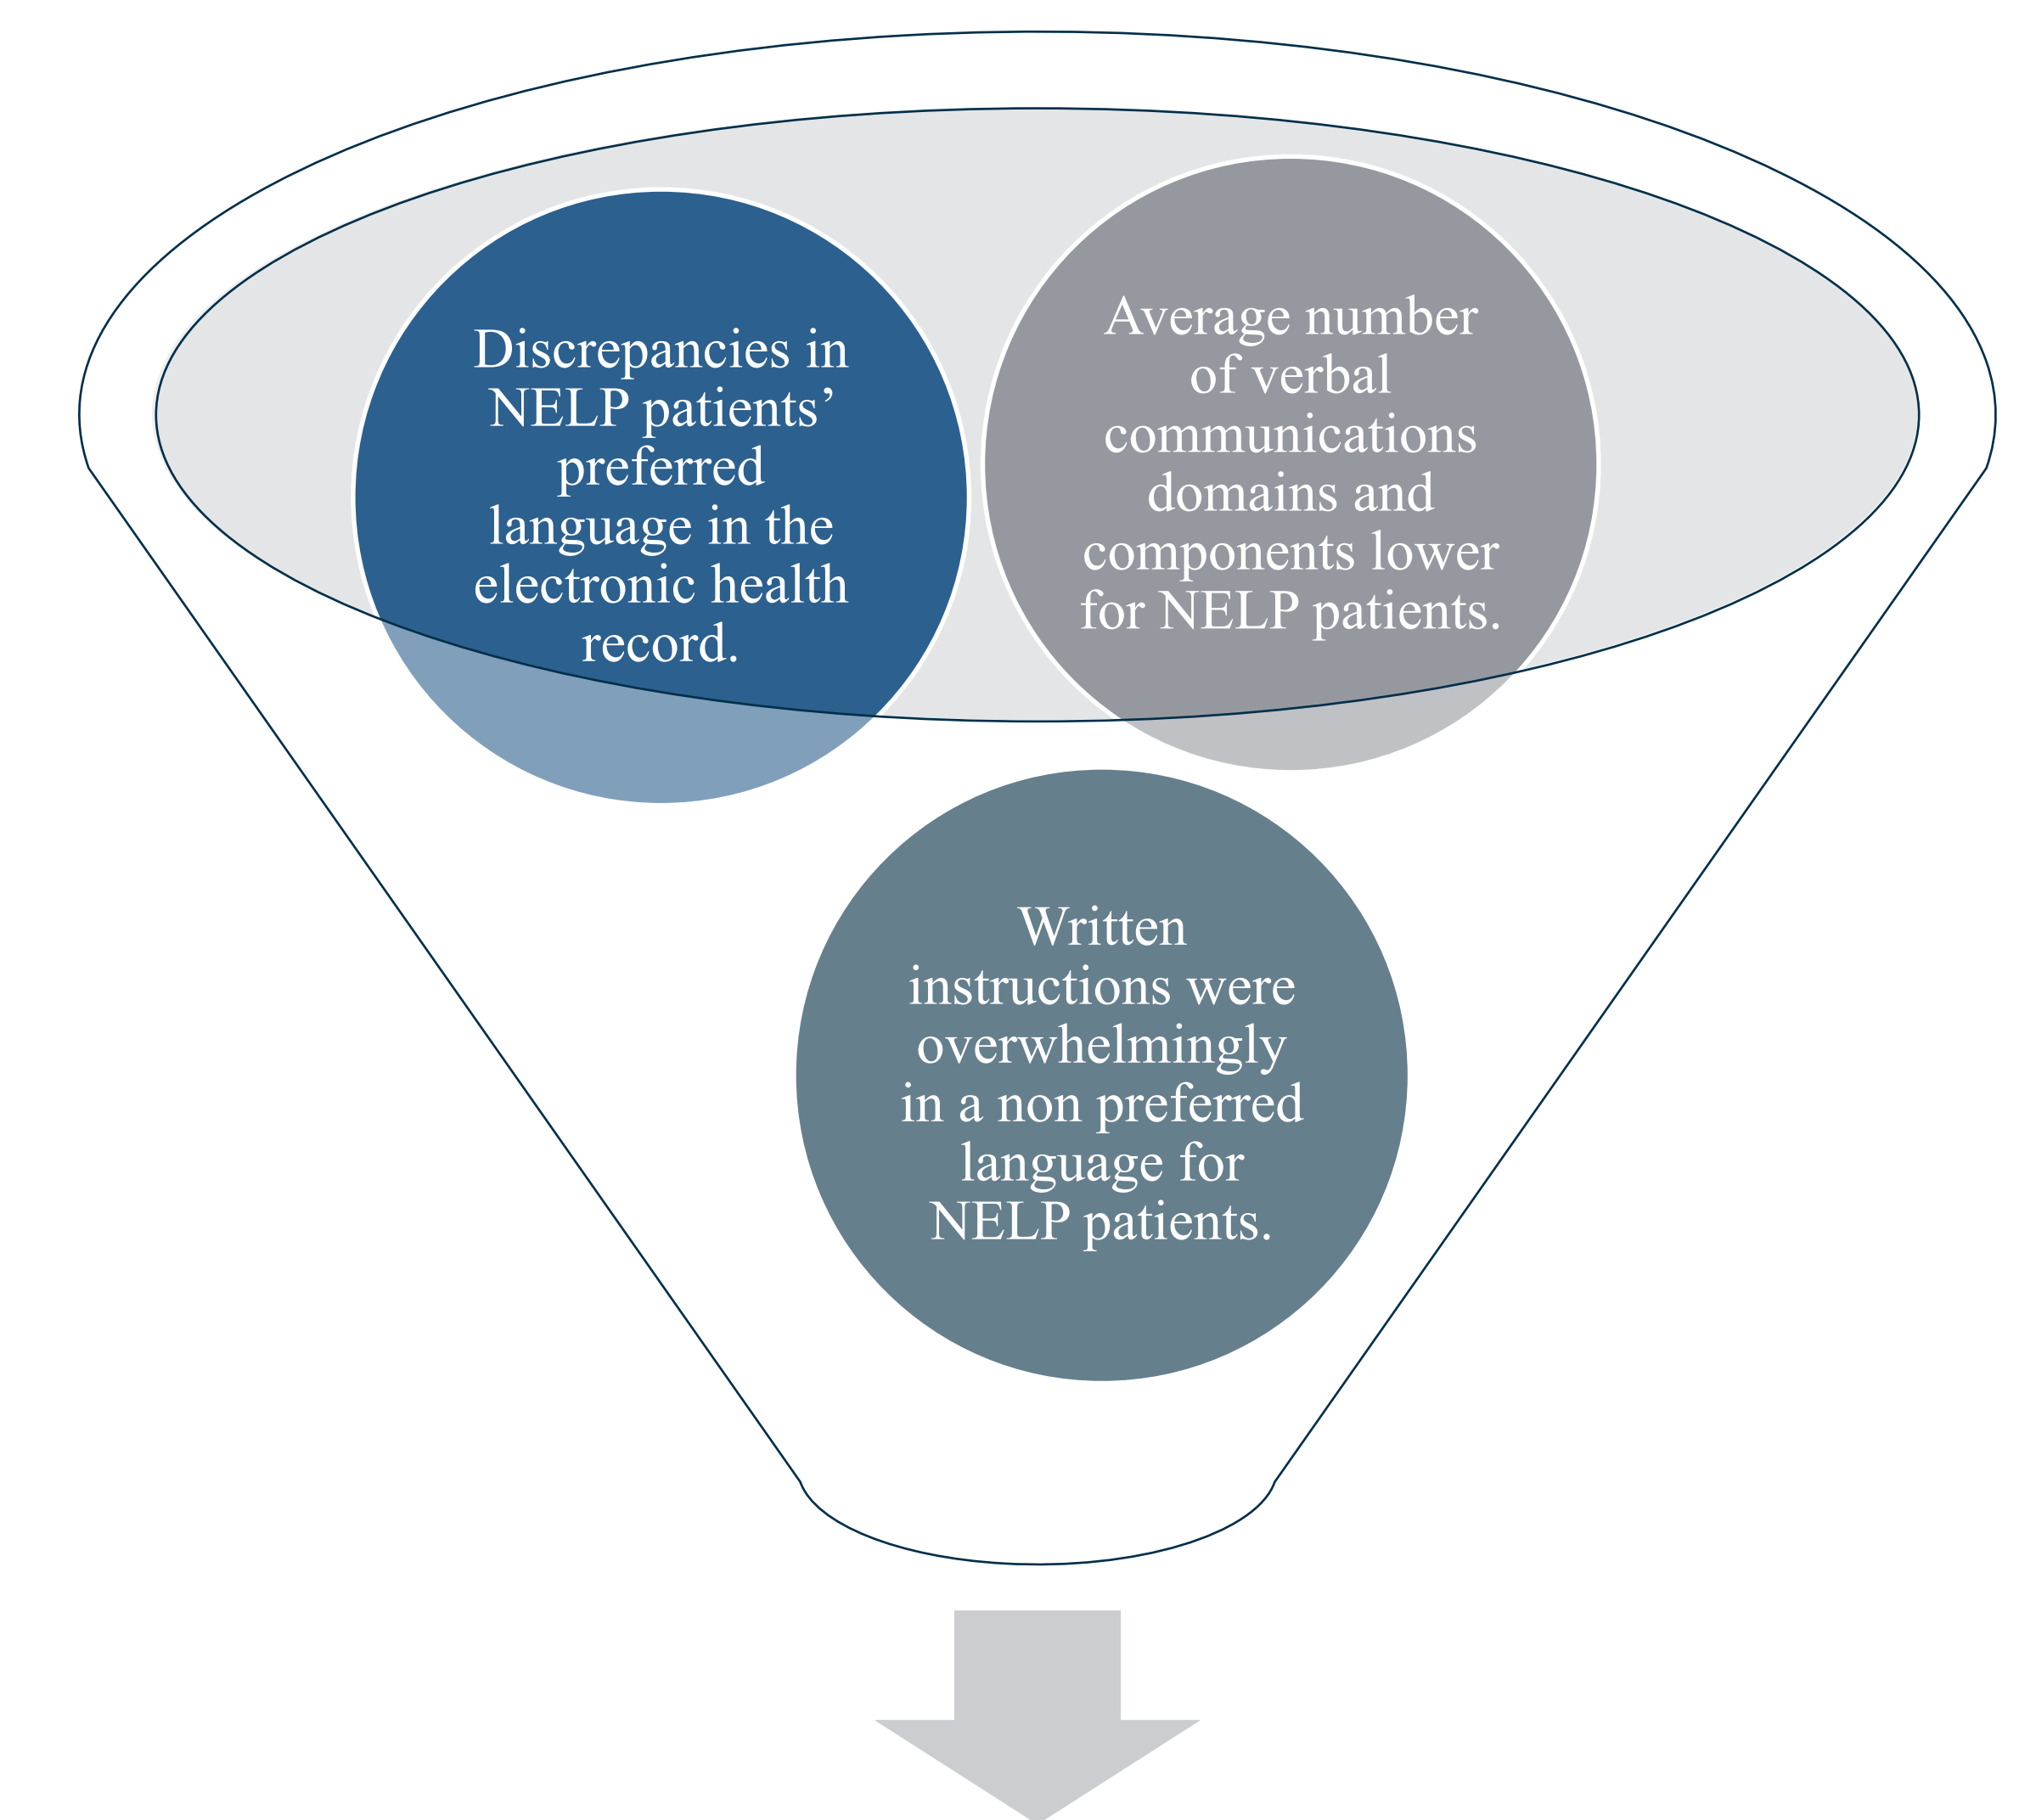 Discrepancies in
NELP patients’
preferred
language in the
electronic health
record.
Average number
of verbal
communications
domains and
components lower
for NELP patients.
Written
instructions were
overwhelmingly
in a non preferred
language for
NELP patients.